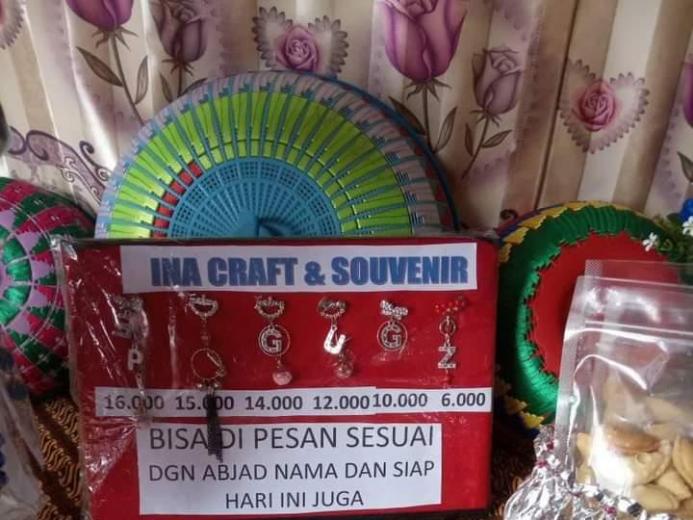 INA CRAFT & SOUVENIR
16.000 15.000 14.000 12.000 10.000 6.000
BISA DI PESAN SESUAI
DGN ABJAD NAMA DAN SIAP
HARI INI JUGA